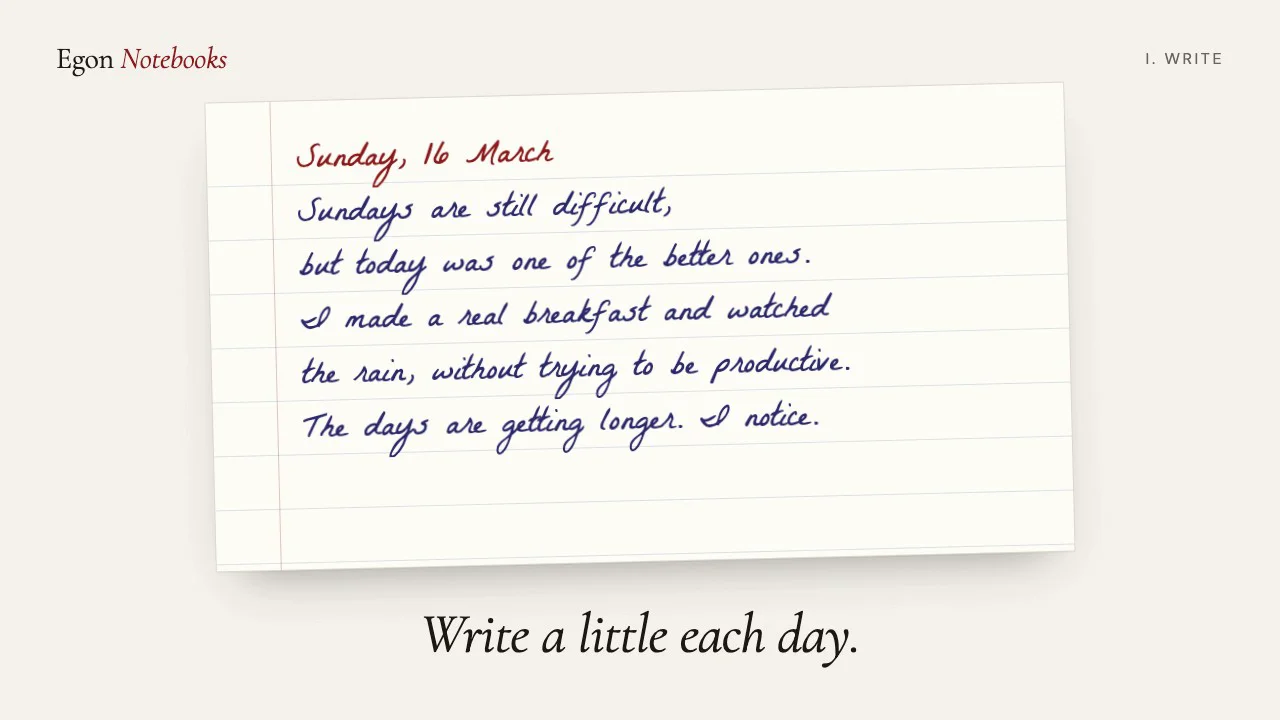 Egon Notebooks
I. WRITE
Sunday, 16 March
Sundays are still difficult,
but today was one of the better ones.
I made a real breakfast and watched
the rain, without trying to be productive.
The days are getting longer. I notice.
Write a little each day.